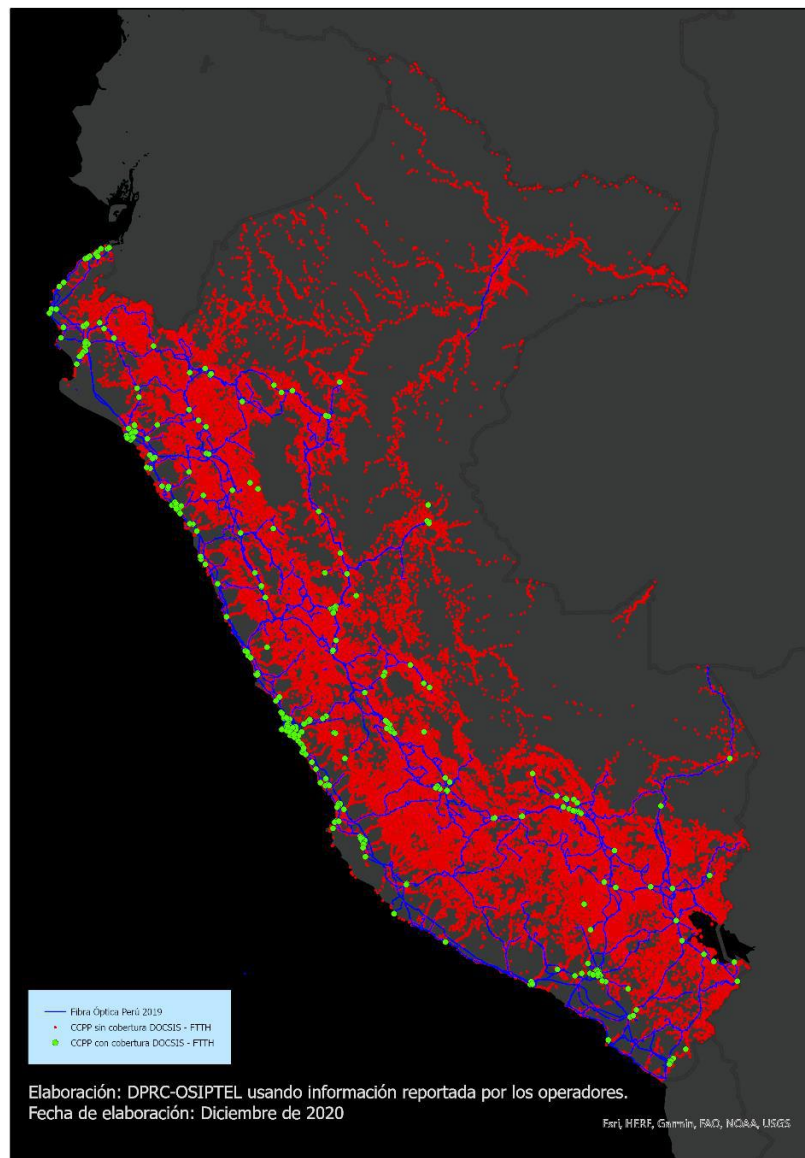 Fibra Óptica Perú 2019
CCPP sin cobertura DOCSIS - FTTH
CCPP con cobertura DOCSIS - FTTH
Elaboración: DPRC-OSIPTEL usando información reportada por los operadores.
Fecha de elaboración: Diciembre de 2020
Esri, HERE, Garmin, FAO, NOAA, USGS